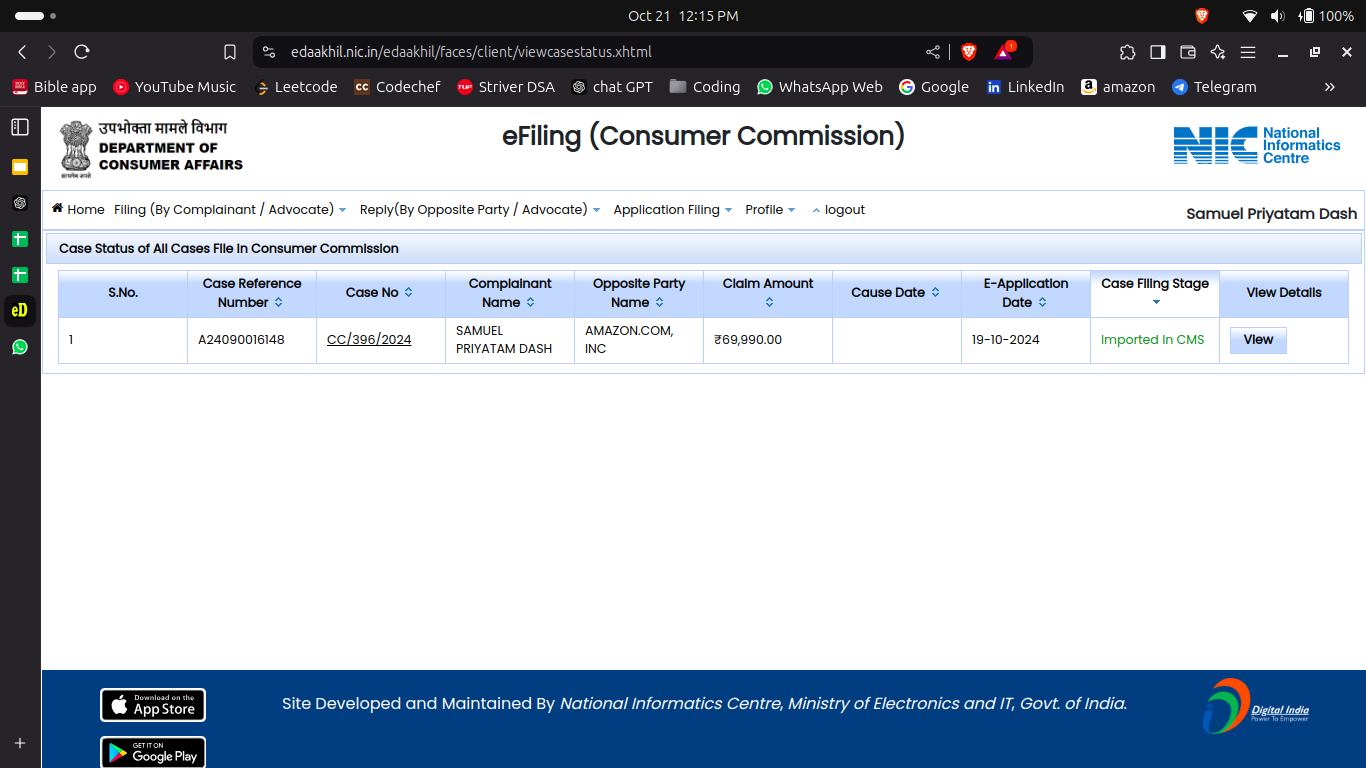 Oct 21 12:15 PM
100%
edaakhil.nic.in/edaakhil/faces/client/viewcasestatus.xhtml
1
Bible app YouTube Music Leetcode CC Codechef TUF Striver DSA chat GPT Coding WhatsApp Web Google LinkedIn amazon Telegram »
उपभोक्ता मामले विभाग
DEPARTMENT OF
CONSUMER AFFAIRS
सत्यमेव जयते
eFiling (Consumer Commission)
NIC National
Informatics
Centre
Home Filing (By Complainant / Advocate) Reply(By Opposite Party / Advocate) Application Filing Profile logout
Samuel Priyatam Dash
Case Status of All Cases File in Consumer Commission
S.No. Case Reference Number Case No Complainant Name Opposite Party Name Claim Amount Cause Date E-Application Date Case Filing Stage View Details
1 A24090016148 CC/396/2024 SAMUEL PRIYATAM DASH AMAZON.COM, INC ₹69,990.00 19-10-2024 Imported In CMS View
eD
Download on the
App Store
GET IT ON
Google Play
Site Developed and Maintained By National Informatics Centre, Ministry of Electronics and IT, Govt. of India.
Digital India
Power To Empower